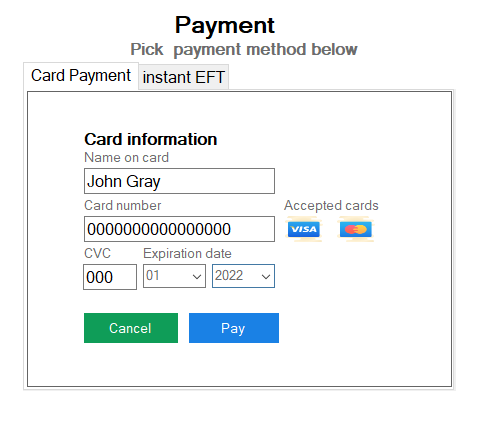 Payment
Pick payment method below
Card Payment instant EFT
Card information
Name on card
John Gray
Card number Accepted cards
0000000000000000 VISA
CVC Expiration date
000 01 2022
Cancel Pay